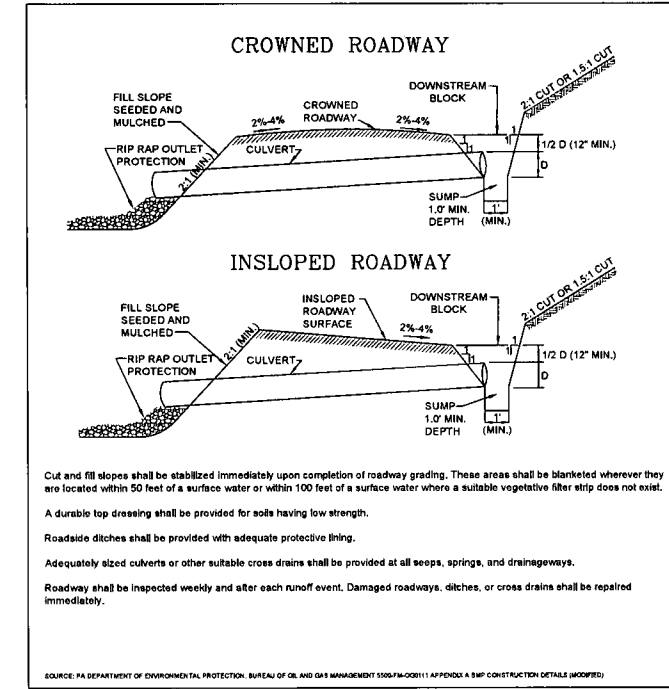 CROWNED ROADWAY
2:1 CUT OR 1.5:1 CUT
DOWNSTREAM
BLOCK
FILL SLOPE
SEEDED AND
MULCHED
CROWNED
ROADWAY
2%-4%
2%-4%
1
1
1
1
1/2 D (12" MIN.)
RIP RAP OUTLET
PROTECTION
CULVERT
D
2:1 (MIN.)
SUMP
1.0' MIN.
DEPTH
1'
(MIN.)
INSLOPED ROADWAY
2:1 CUT OR 1.5:1 CUT
FILL SLOPE
SEEDED AND
MULCHED
INSLOPED
ROADWAY
SURFACE
DOWNSTREAM
BLOCK
2%-4%
1
1
1
1
1/2 D (12" MIN.)
2:1 (MIN.)
RIP RAP OUTLET
PROTECTION
CULVERT
D
SUMP
1.0' MIN.
DEPTH
1'
(MIN.)
Cut and fill slopes shall be stabilized immediately upon completion of roadway grading. These areas shall be blanketed wherever they
are located within 50 feet of a surface water or within 100 feet of a surface water where a suitable vegetative filter strip does not exist.
A durable top dressing shall be provided for soils having low strength.
Roadside ditches shall be provided with adequate protective lining.
Adequately sized culverts or other suitable cross drains shall be provided at all seeps, springs, and drainageways.
Roadway shall be inspected weekly and after each runoff event. Damaged roadways, ditches, or cross drains shall be repaired
immediately.
SOURCE: PA DEPARTMENT OF ENVIRONMENTAL PROTECTION, BUREAU OF OIL AND GAS MANAGEMENT 5500-FM-OG0111 APPENDIX A BMP CONSTRUCTION DETAILS (MODIFIED)